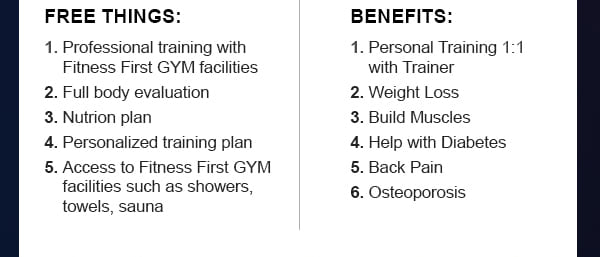 FREE THINGS:
1. Professional training with
Fitness First GYM facilities
2. Full body evaluation
3. Nutrion plan
4. Personalized training plan
5. Access to Fitness First GYM
facilities such as showers,
towels, sauna
BENEFITS:
1. Personal Training 1:1
with Trainer
2. Weight Loss
3. Build Muscles
4. Help with Diabetes
5. Back Pain
6. Osteoporosis